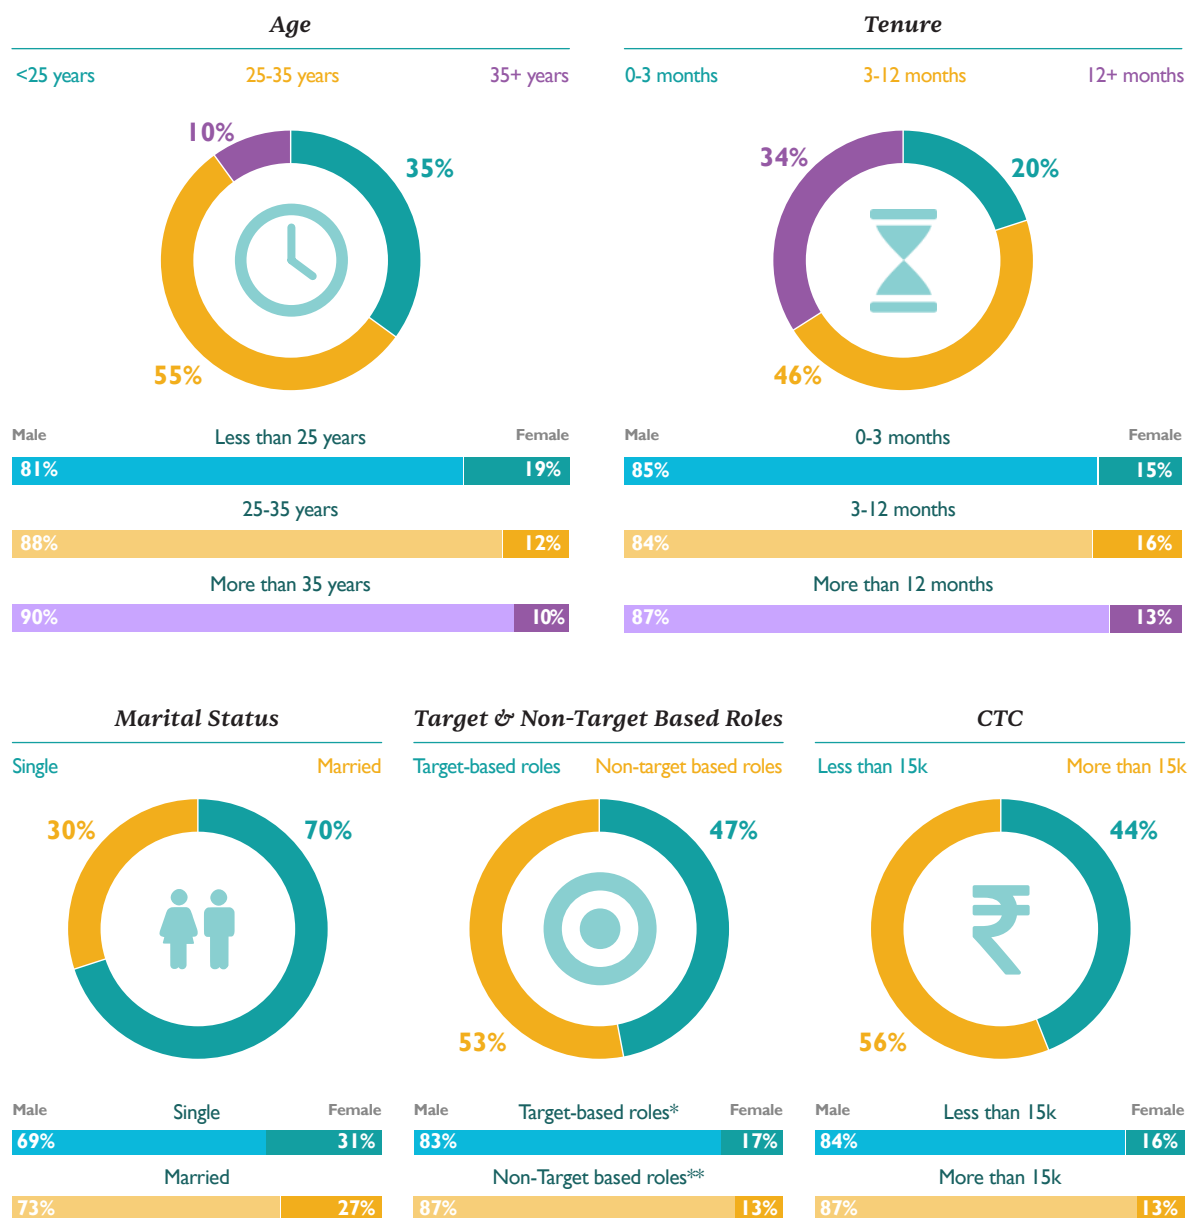 Age
<25 years 25-35 years 35+ years
10%
35%
55%
Male Less than 25 years Female
81% 19%
25-35 years
88% 12%
More than 35 years
90% 10%
Tenure
0-3 months 3-12 months 12+ months
34%
20%
46%
Male 0-3 months Female
85% 15%
3-12 months
84% 16%
More than 12 months
87% 13%
Marital Status
Single Married
30% 70%
Male Single Female
69% 31%
Married
73% 27%
Target & Non-Target Based Roles
Target-based roles Non-target based roles
47%
53%
Male Target-based roles* Female
83% 17%
Non-Target based roles**
87% 13%
CTC
Less than 15k More than 15k
44%
₹
56%
Male Less than 15k Female
84% 16%
More than 15k
87% 13%